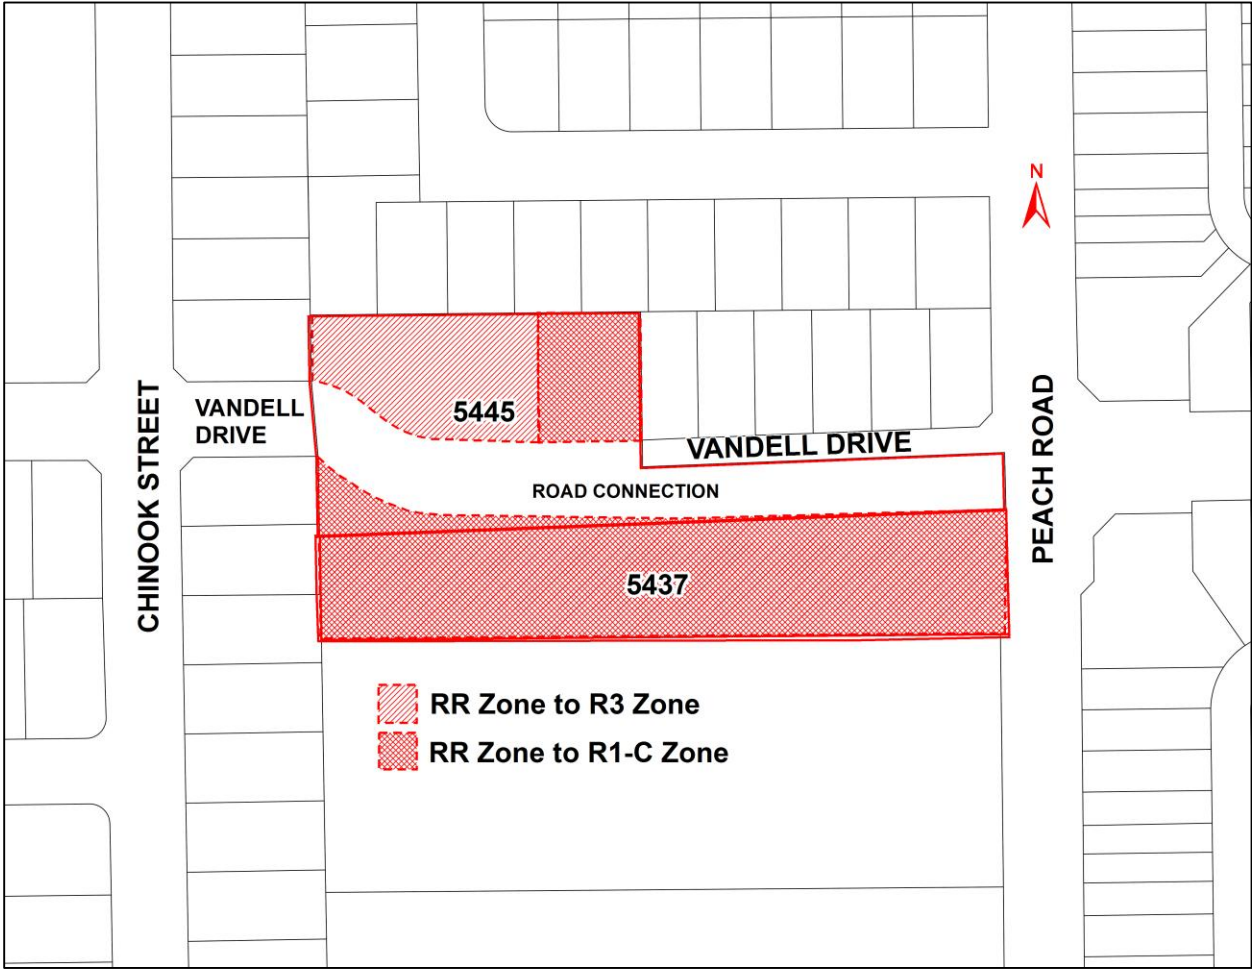 N
CHINOOK STREET
VANDELL
DRIVE
5445
VANDELL DRIVE
PEACH ROAD
ROAD CONNECTION
5437
RR Zone to R3 Zone
RR Zone to R1-C Zone